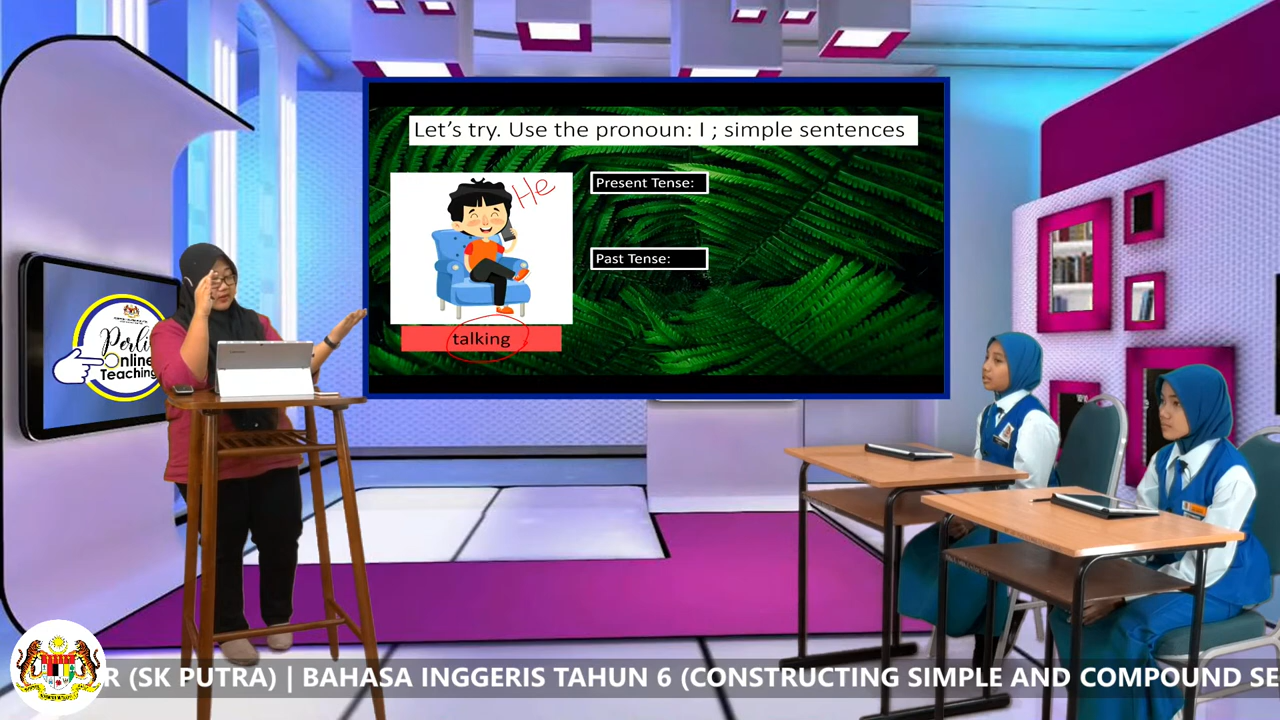 Let's try. Use the pronoun: I ; simple sentences
He
Present Tense:
Past Tense:
talking
Perli
Online
Teaching
R (SK PUTRA) | BAHASA INGGERIS TAHUN 6 (CONSTRUCTING SIMPLE AND COMPOUND SE